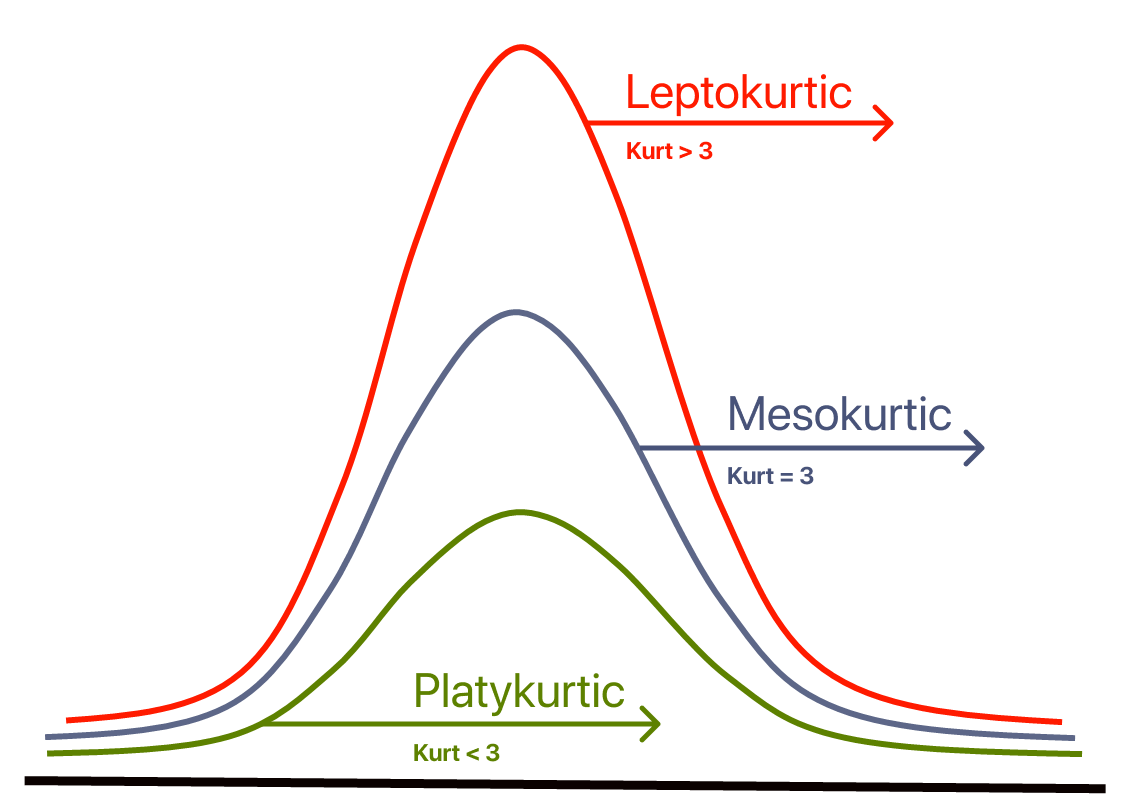 Leptokurtic
Kurt > 3
Mesokurtic
Kurt = 3
Platykurtic
Kurt < 3